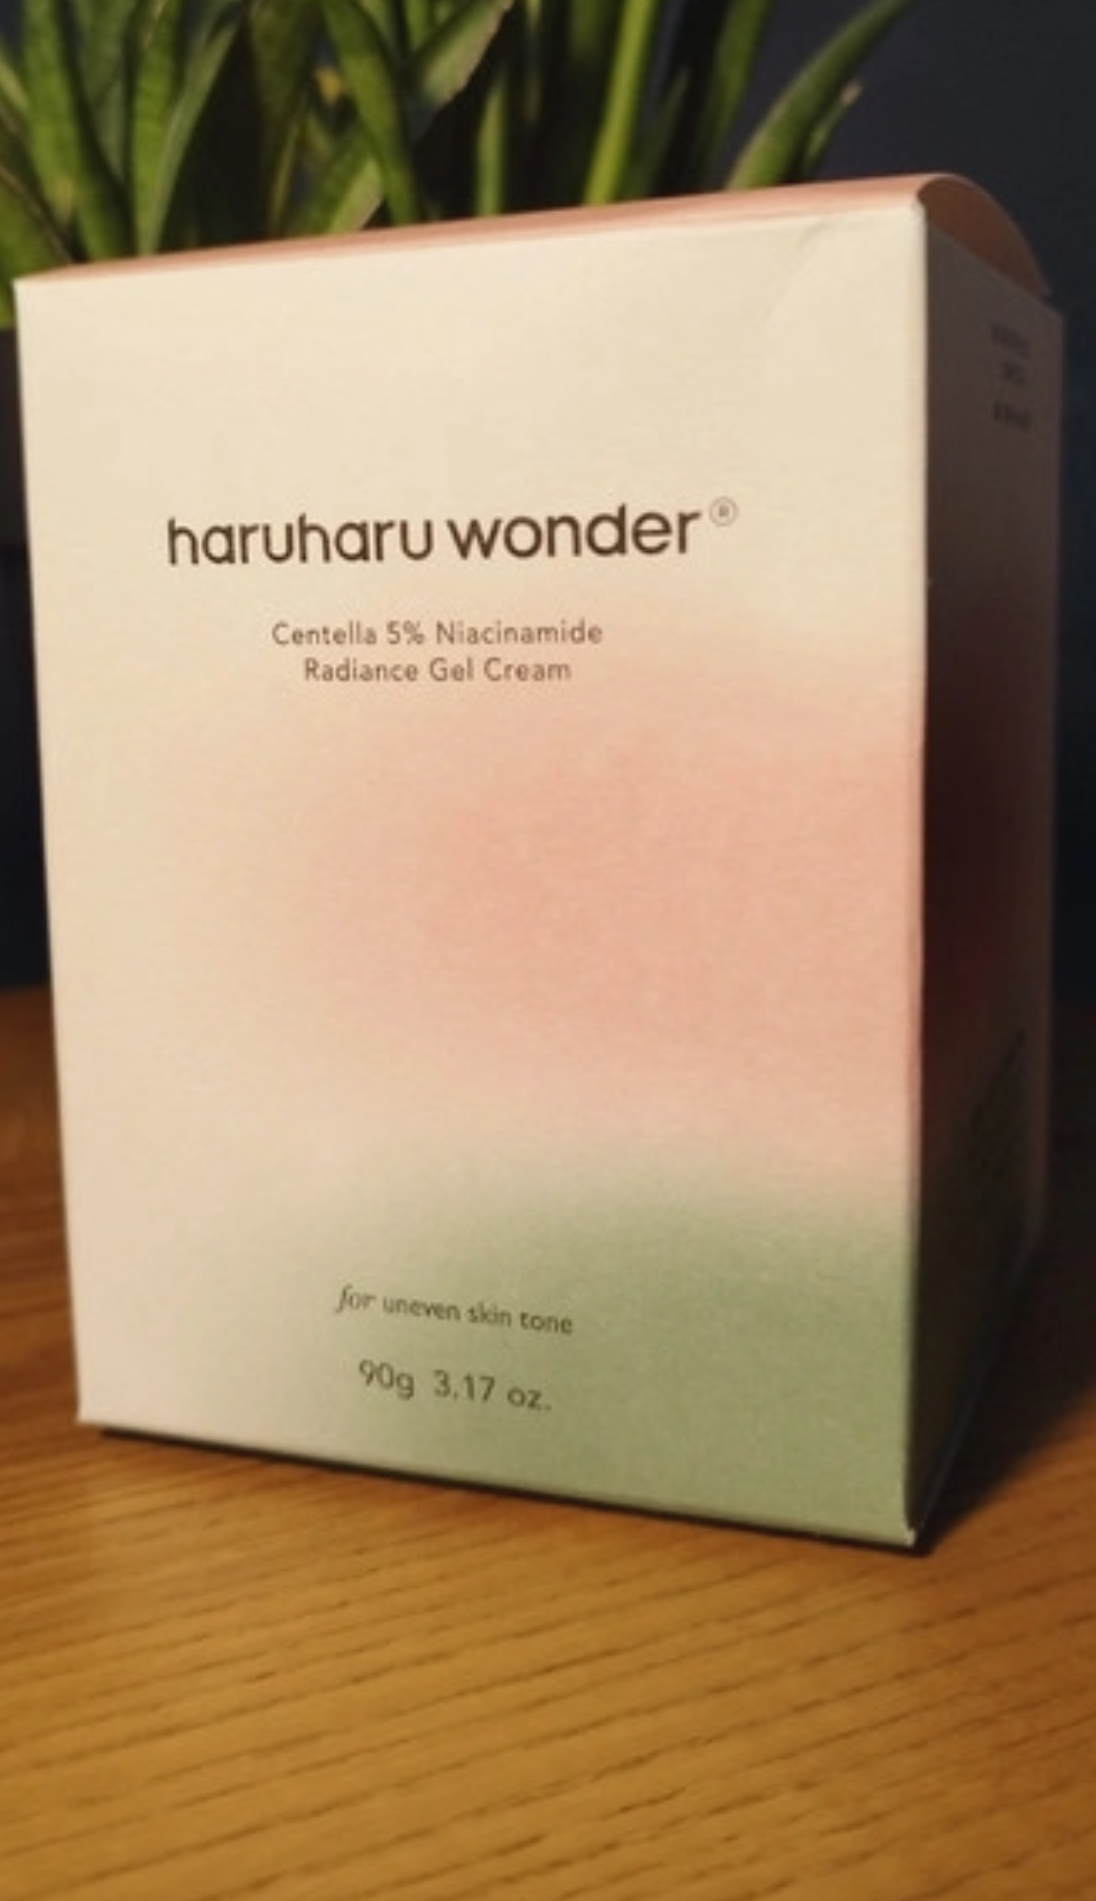 haruharu wonder®
Centella 5% Niacinamide
Radiance Gel Cream
for uneven skin tone
90g 3.17 oz.